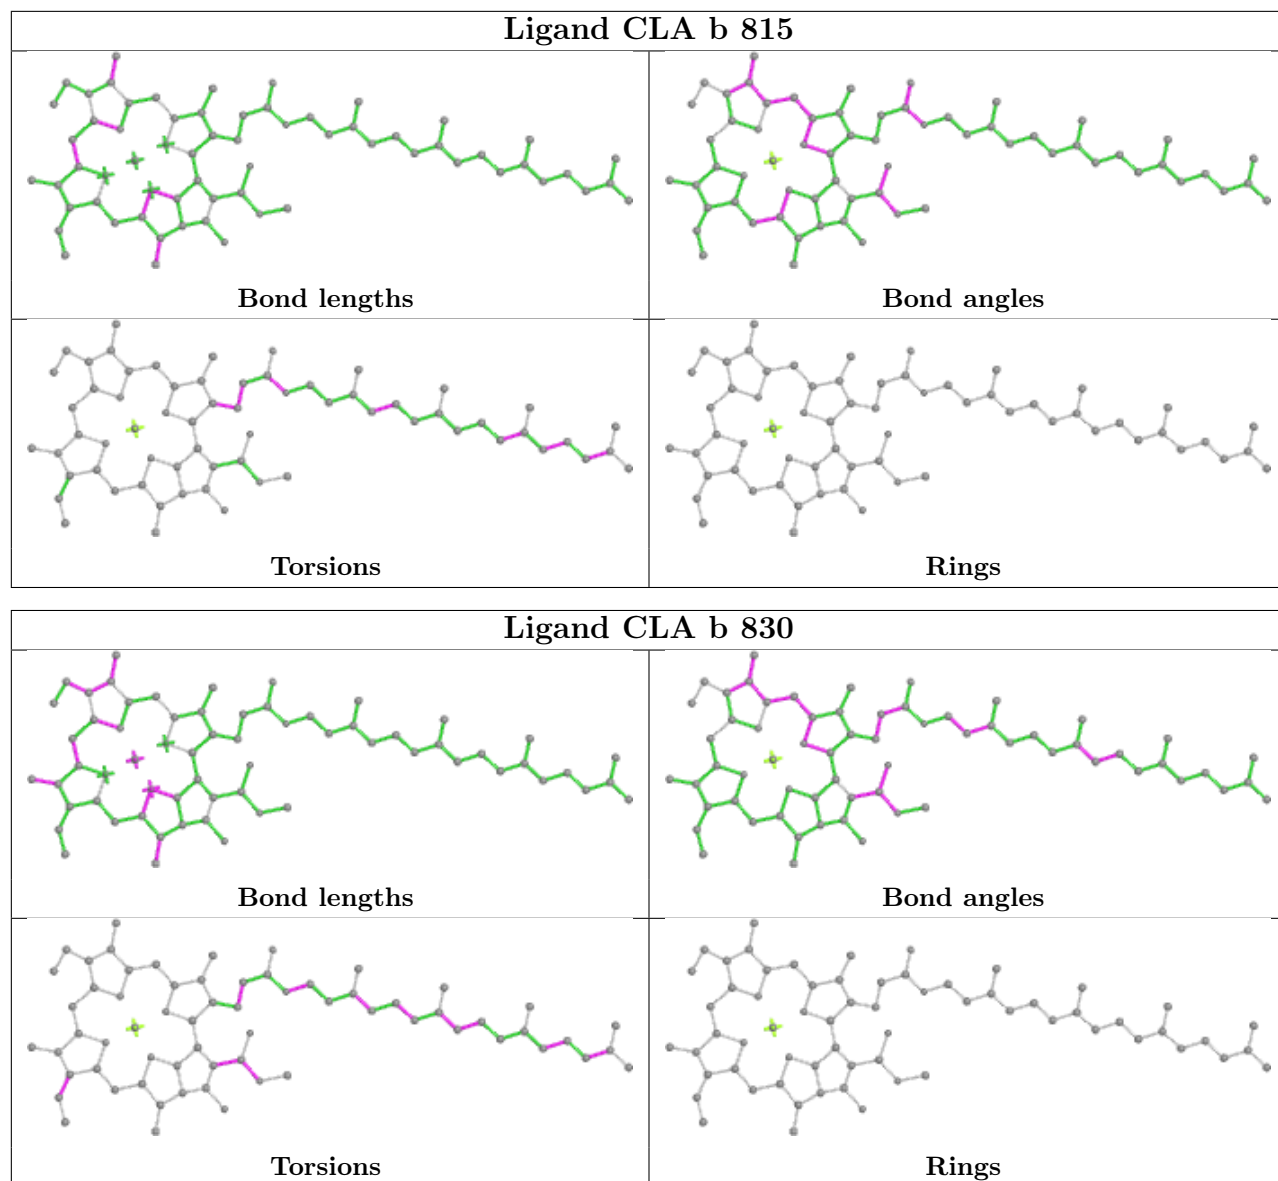 Ligand CLA b 815
Bond lengths
Bond angles
Torsions
Rings
Ligand CLA b 830
Bond lengths
Bond angles
Torsions
Rings